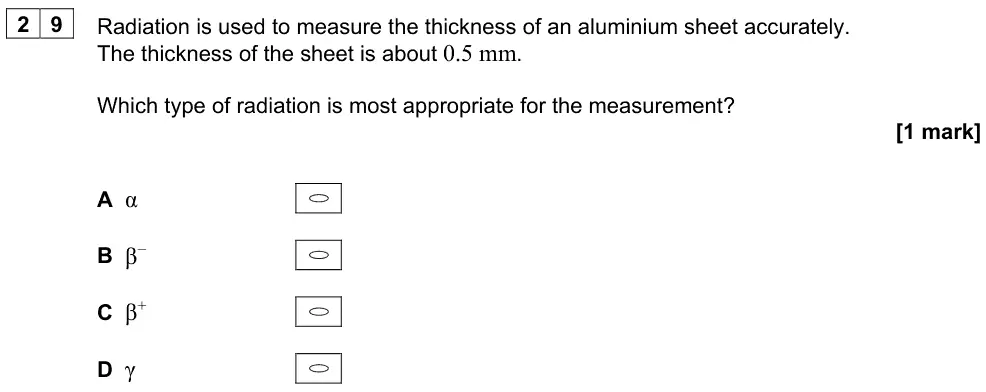 2 9 Radiation is used to measure the thickness of an aluminium sheet accurately.
The thickness of the sheet is about 0.5 mm.
Which type of radiation is most appropriate for the measurement?
[1 mark]
A α
B β⁻
C β⁺
D γ